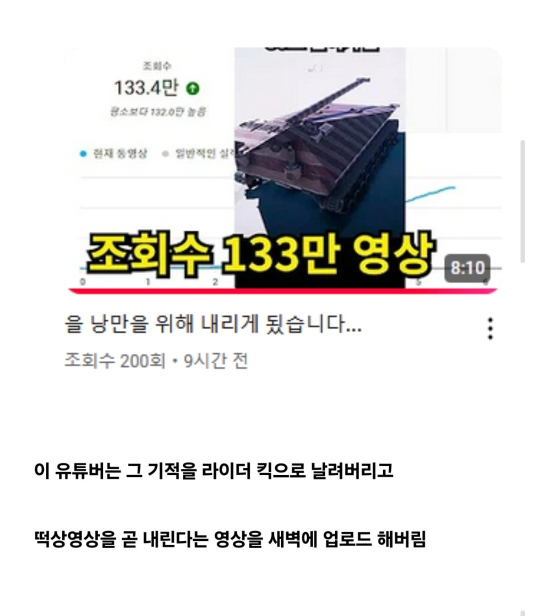 조회수
133.4만
평소보다 132.0만 높음
현재 동영상 일반적인 실적
조회수 133만 영상
8:10
0 1 2 5 6
을 낭만을 위해 내리게 됬습니다...
조회수 200회 • 9시간 전
이 유튜버는 그 기적을 라이더 킥으로 날려버리고
떡상영상을 곧 내린다는 영상을 새벽에 업로드 해버림